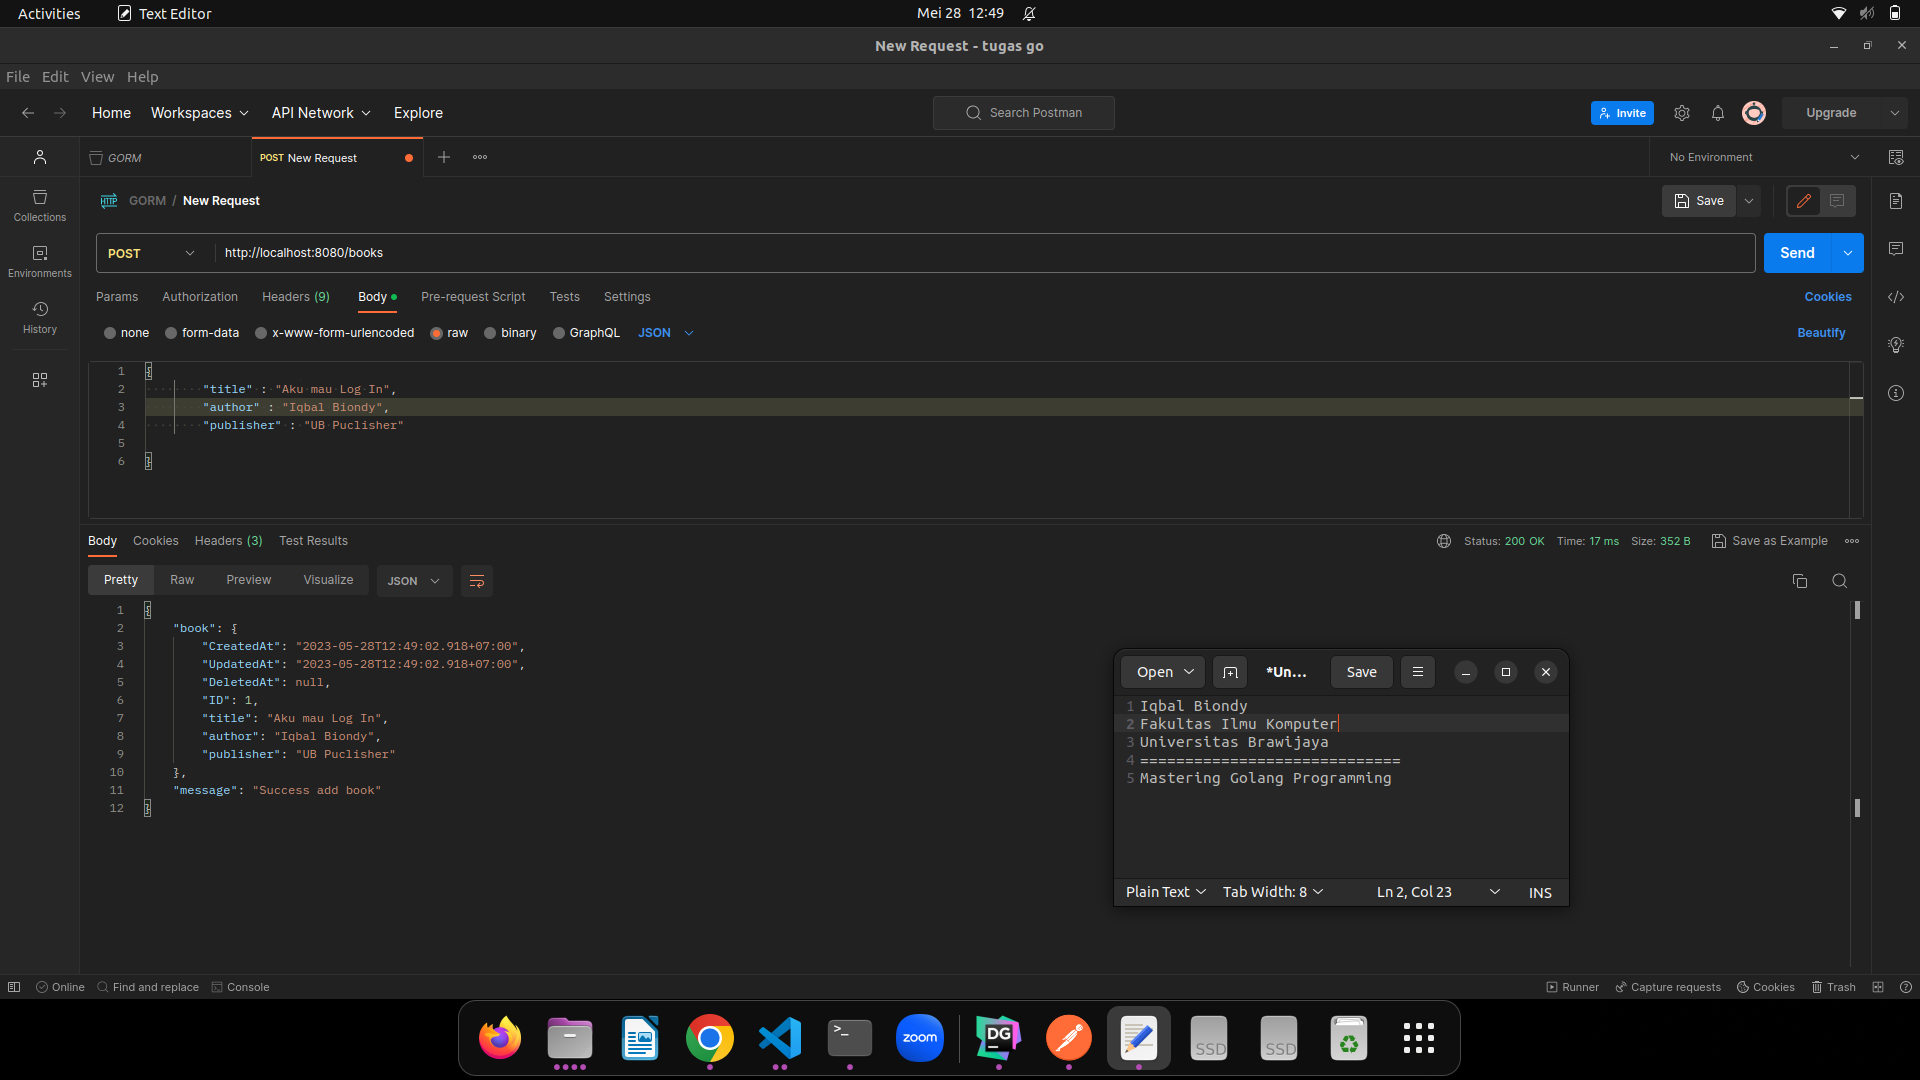 Activities
Text Editor
Mei 28 12:49
New Request - tugas go
File Edit View Help
Home Workspaces API Network Explore
Search Postman
Invite
Upgrade
GORM
POST New Request
No Environment
Collections
Environments
History
HTTP GORM / New Request
Save
POST http://localhost:8080/books
Send
Params Authorization Headers (9) Body Pre-request Script Tests Settings
Cookies
none form-data x-www-form-urlencoded raw binary GraphQL JSON
Beautify
1 {
2 "title" : "Aku mau Log In",
3 "author" : "Iqbal Biondy",
4 "publisher" : "UB Puclisher"
5
6 }
Body Cookies Headers (3) Test Results
Status: 200 OK Time: 17 ms Size: 352 B
Save as Example
Pretty Raw Preview Visualize JSON
1 {
2 "book": {
3 "CreatedAt": "2023-05-28T12:49:02.918+07:00",
4 "UpdatedAt": "2023-05-28T12:49:02.918+07:00",
5 "DeletedAt": null,
6 "ID": 1,
7 "title": "Aku mau Log In",
8 "author": "Iqbal Biondy",
9 "publisher": "UB Puclisher"
10 },
11 "message": "Success add book"
12 }
Open *Un... Save
1 Iqbal Biondy
2 Fakultas Ilmu Komputer
3 Universitas Brawijaya
4 =============================
5 Mastering Golang Programming
Plain Text Tab Width: 8 Ln 2, Col 23 INS
Online Find and replace Console
Runner Capture requests Cookies Trash
>_
zoom
DG
SSD
SSD